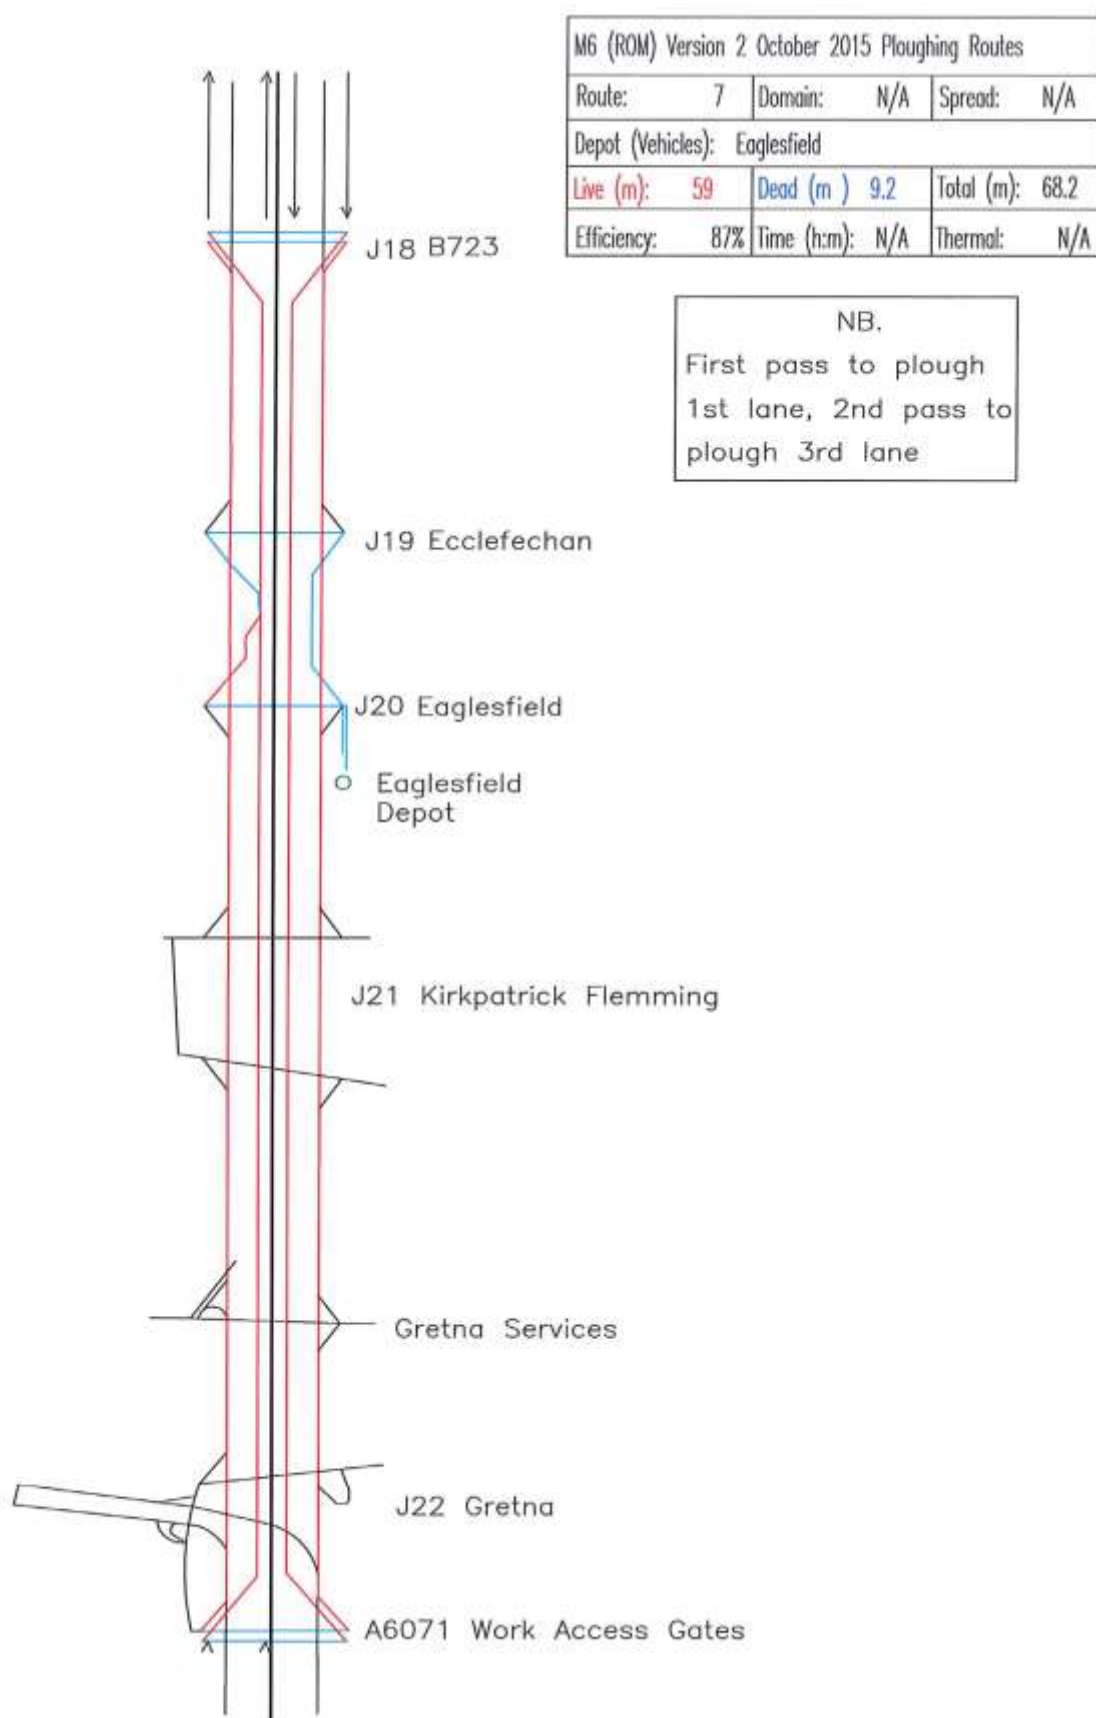 M6 (ROM) Version 2 October 2015 Ploughing Routes
Route: 7 Domain: N/A Spread: N/A
Depot (Vehicles): Eaglesfield
Live (m): 59 Dead (m ) 9.2 Total (m): 68.2
Efficiency: 87% Time (h:m): N/A Thermal: N/A
NB.
First pass to plough
1st lane, 2nd pass to
plough 3rd lane
J18 B723
J19 Ecclefechan
J20 Eaglesfield
Eaglesfield
Depot
J21 Kirkpatrick Flemming
Gretna Services
J22 Gretna
A6071 Work Access Gates